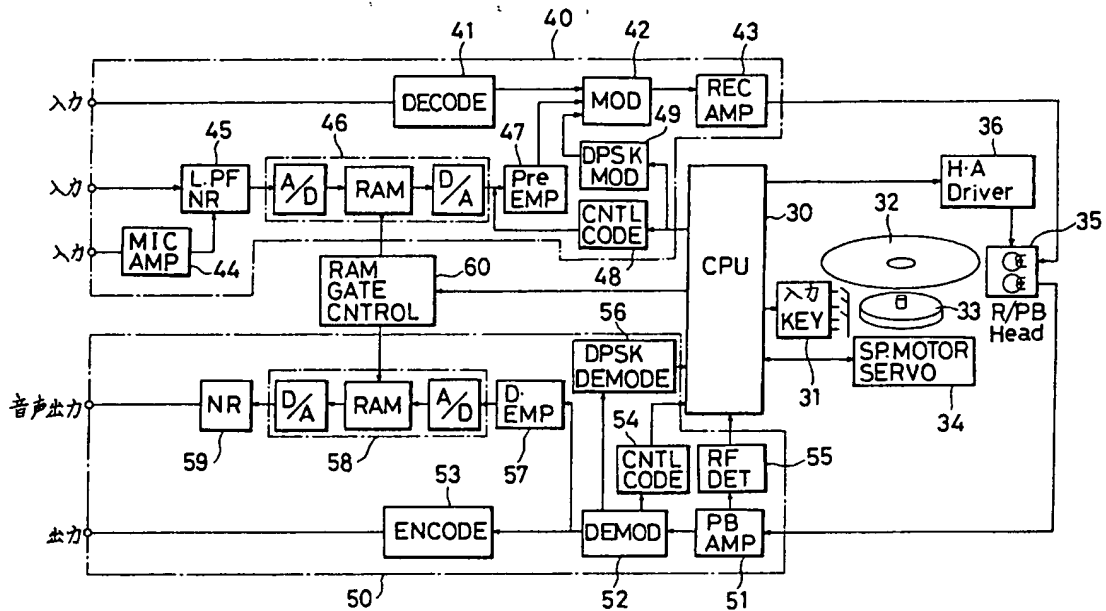 40
41
42
43
入力
DECODE
MOD
REC
AMP
45
46
47
49
36
入力
L.PF
NR
A/D
RAM
D/A
Pre
EMP
DPSK
MOD
H·A
Driver
30
32
35
入力
MIC
AMP
44
CNTL
CODE
48
CPU
60
RAM
GATE
CNTROL
入力
KEY
33
R/PB
Head
56
31
DPSK
DEMODE
SP.MOTOR
SERVO
34
音声出力
NR
D/A
RAM
A/D
D·
EMP
54
59
58
57
CNTL
CODE
RF
DET
55
53
出力
ENCODE
DEMOD
PB
AMP
50
52
51